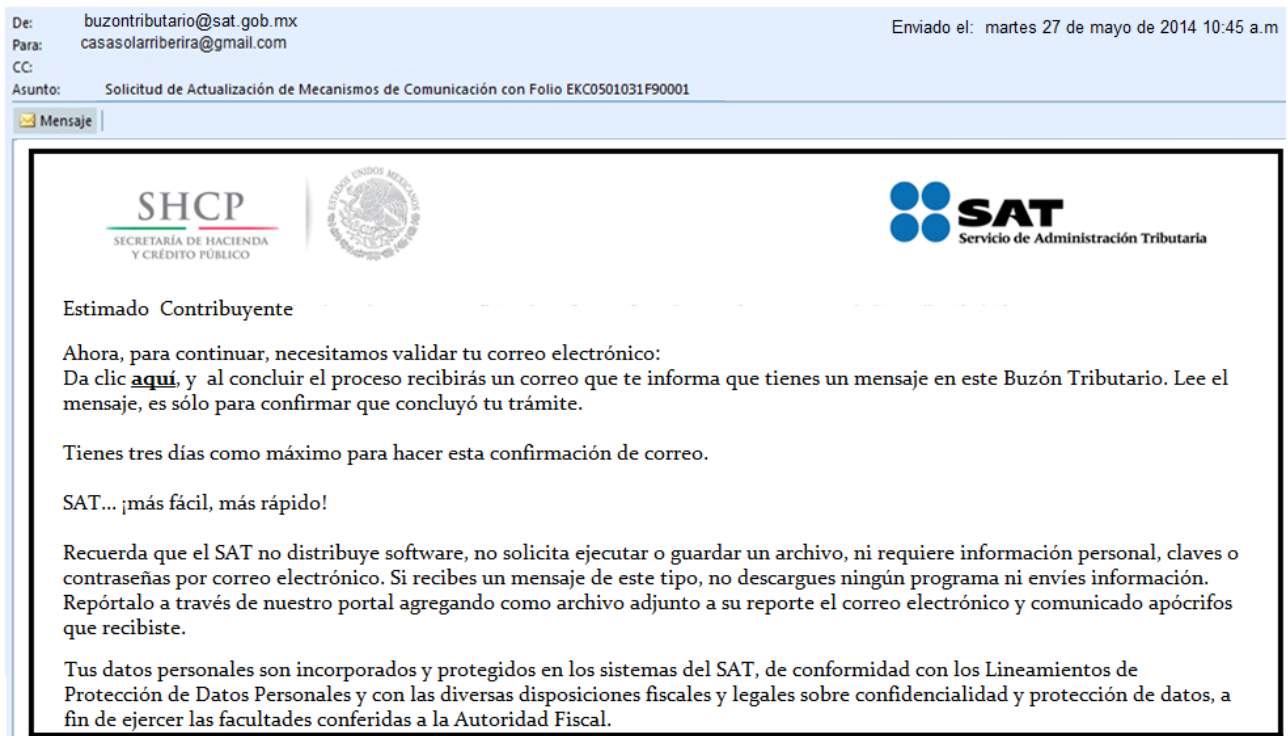 De: buzontributario@sat.gob.mx
Enviado el: martes 27 de mayo de 2014 10:45 a.m
Para: casasolarriberira@gmail.com
CC:
Asunto: Solicitud de Actualización de Mecanismos de Comunicación con Folio EKC0501031F90001
Mensaje
SHCP
SECRETARÍA DE HACIENDA
Y CRÉDITO PÚBLICO
ESTADOS UNIDOS MEXICANOS
SAT
Servicio de Administración Tributaria
Estimado Contribuyente
Ahora, para continuar, necesitamos validar tu correo electrónico:
Da clic aquí, y al concluir el proceso recibirás un correo que te informa que tienes un mensaje en este Buzón Tributario. Lee el
mensaje, es sólo para confirmar que concluyó tu trámite.
Tienes tres días como máximo para hacer esta confirmación de correo.
SAT... ¡más fácil, más rápido!
Recuerda que el SAT no distribuye software, no solicita ejecutar o guardar un archivo, ni requiere información personal, claves o
contraseñas por correo electrónico. Si recibes un mensaje de este tipo, no descargues ningún programa ni envíes información.
Repórtalo a través de nuestro portal agregando como archivo adjunto a su reporte el correo electrónico y comunicado apócrifos
que recibiste.
Tus datos personales son incorporados y protegidos en los sistemas del SAT, de conformidad con los Lineamientos de
Protección de Datos Personales y con las diversas disposiciones fiscales y legales sobre confidencialidad y protección de datos, a
fin de ejercer las facultades conferidas a la Autoridad Fiscal.